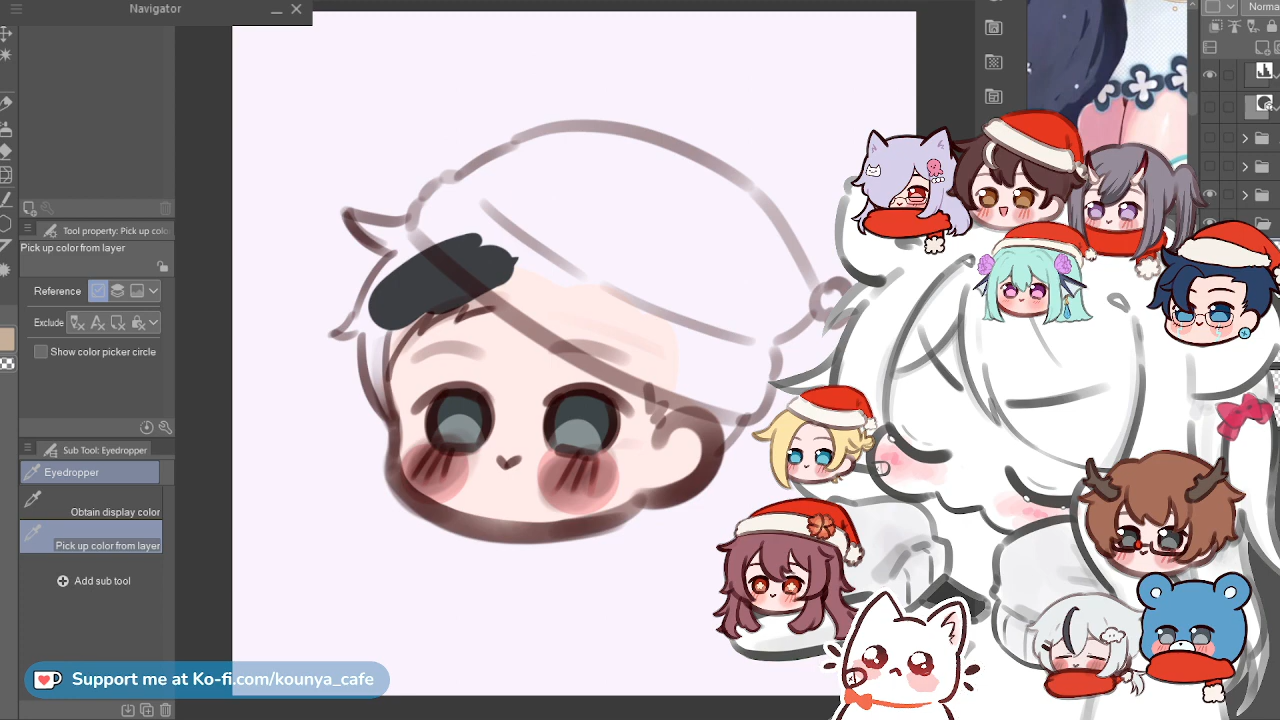 Navigator
Norma
Tool property: Pick up colo
Pick up color from layer
Reference
Exclude
Show color picker circle
Sub Tool: Eyedropper
Eyedropper
Obtain display color
Pick up color from layer
Add sub tool
Support me at Ko-fi.com/kounya_cafe